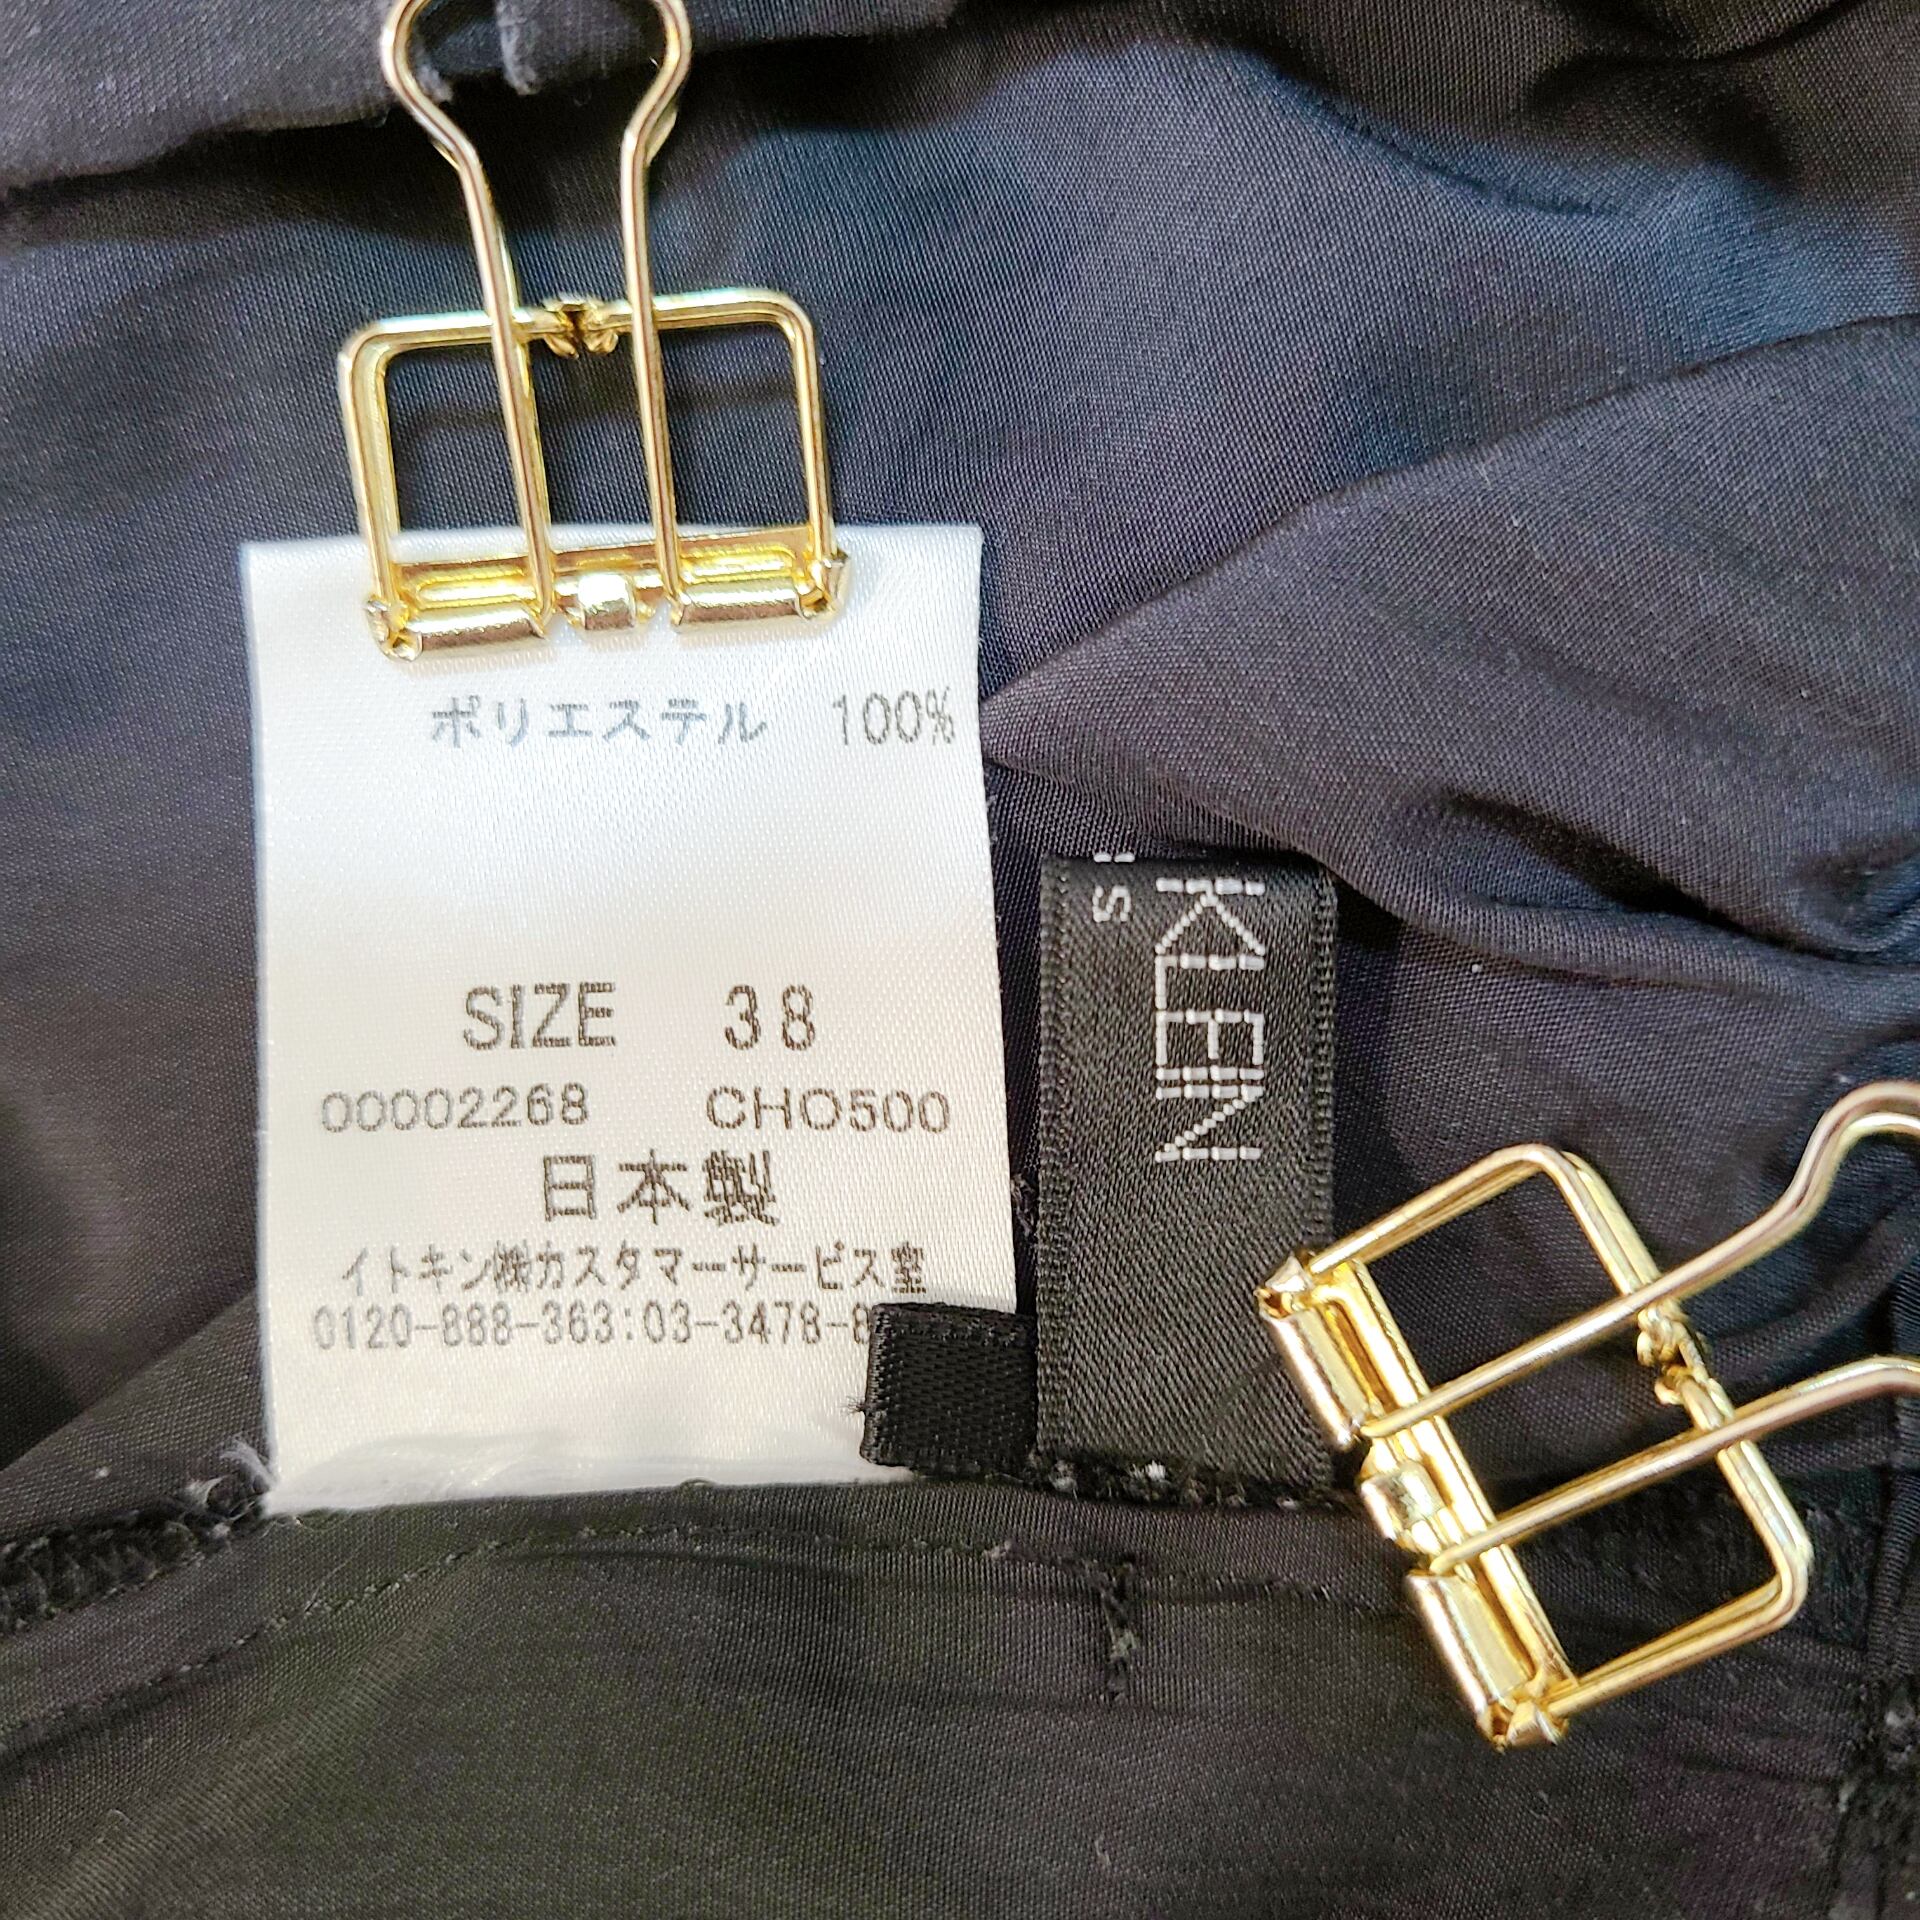 ポリエステル 100%
SIZE 38
00002268 CHO500
日本製
イトキン㈱カスタマーサービス室
0120-888-363:03-3478-8
KLEIN
S